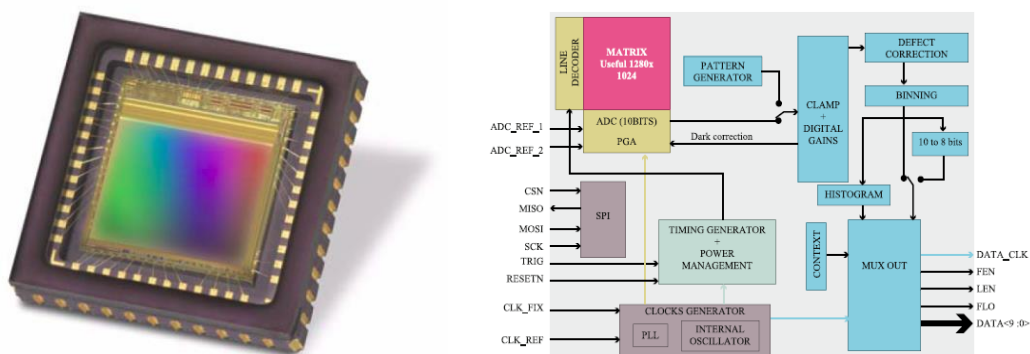 LINE
DECODER
MATRIX
Useful 1280x
1024
ADC (10BITS)
PGA
ADC_REF_1
ADC_REF_2
PATTERN
GENERATOR
Dark correction
CLAMP
+
DIGITAL
GAINS
DEFECT
CORRECTION
BINNING
10 to 8 bits
HISTOGRAM
CSN
MISO
MOSI
SCK
TRIG
RESETN
SPI
TIMING GENERATOR
+
POWER
MANAGEMENT
CONTEXT
MUX OUT
DATA_CLK
FEN
LEN
FLO
DATA<9 :0>
CLK_FIX
CLK_REF
CLOCKS GENERATOR
PLL
INTERNAL
OSCILLATOR